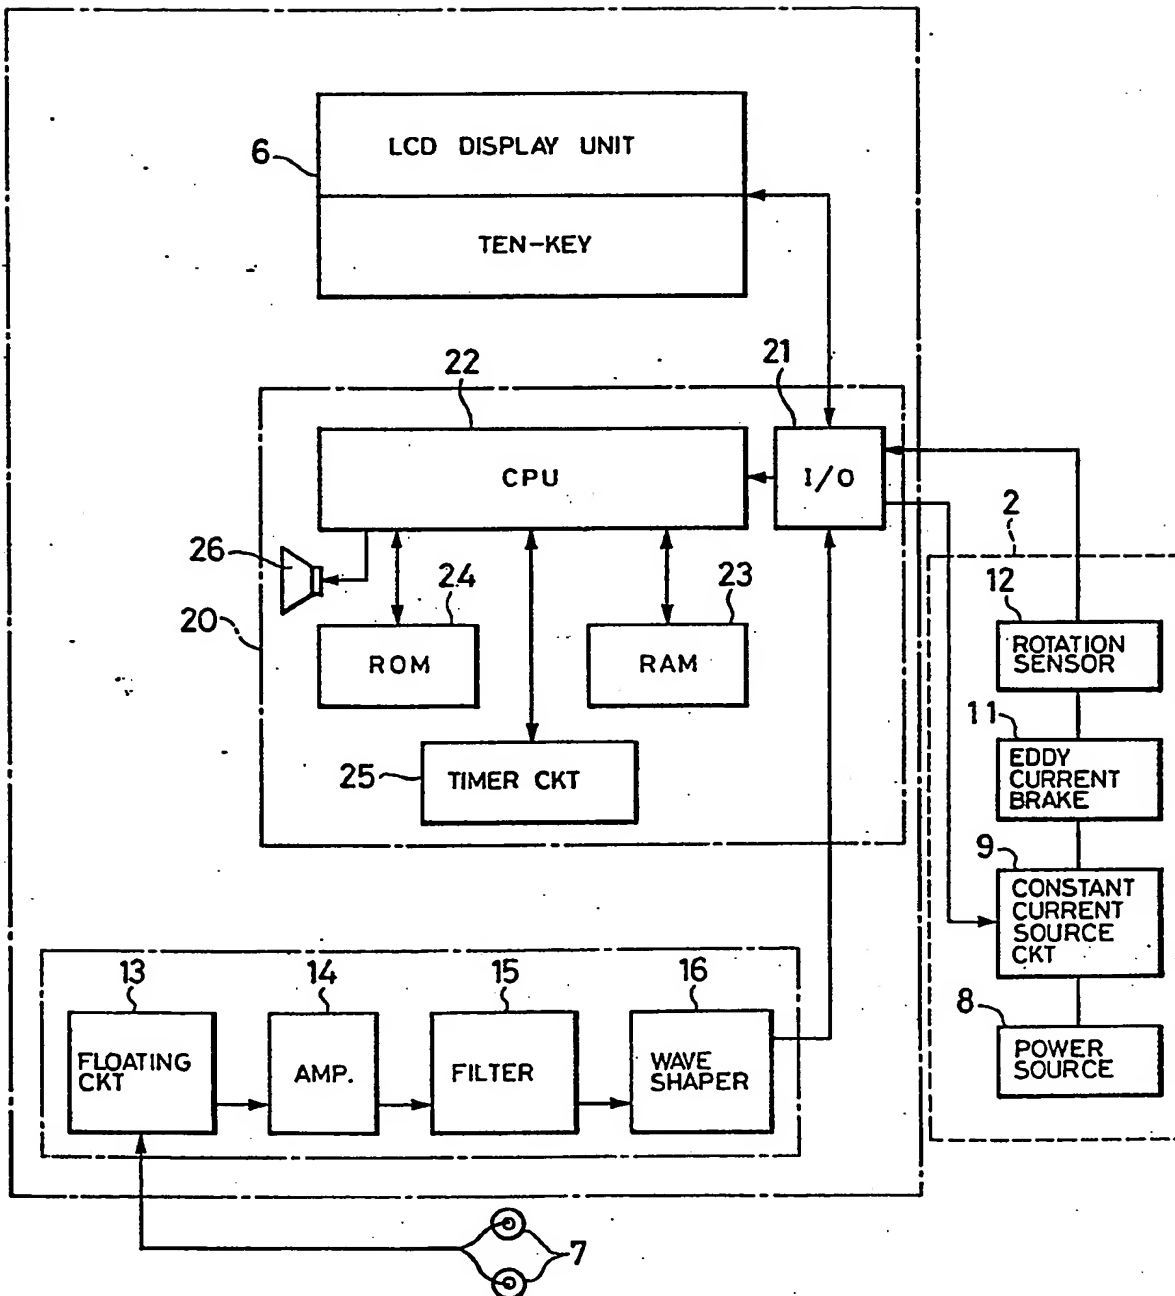 LCD DISPLAY UNIT
6
TEN-KEY
22
21
CPU
I/O
2
26
24
23
12
20
ROM
RAM
ROTATION
SENSOR
11
25
TIMER CKT
EDDY
CURRENT
BRAKE
9
CONSTANT
CURRENT
SOURCE
CKT
13
14
15
16
8
FLOATING
CKT
AMP.
FILTER
WAVE
SHAPER
POWER
SOURCE
7